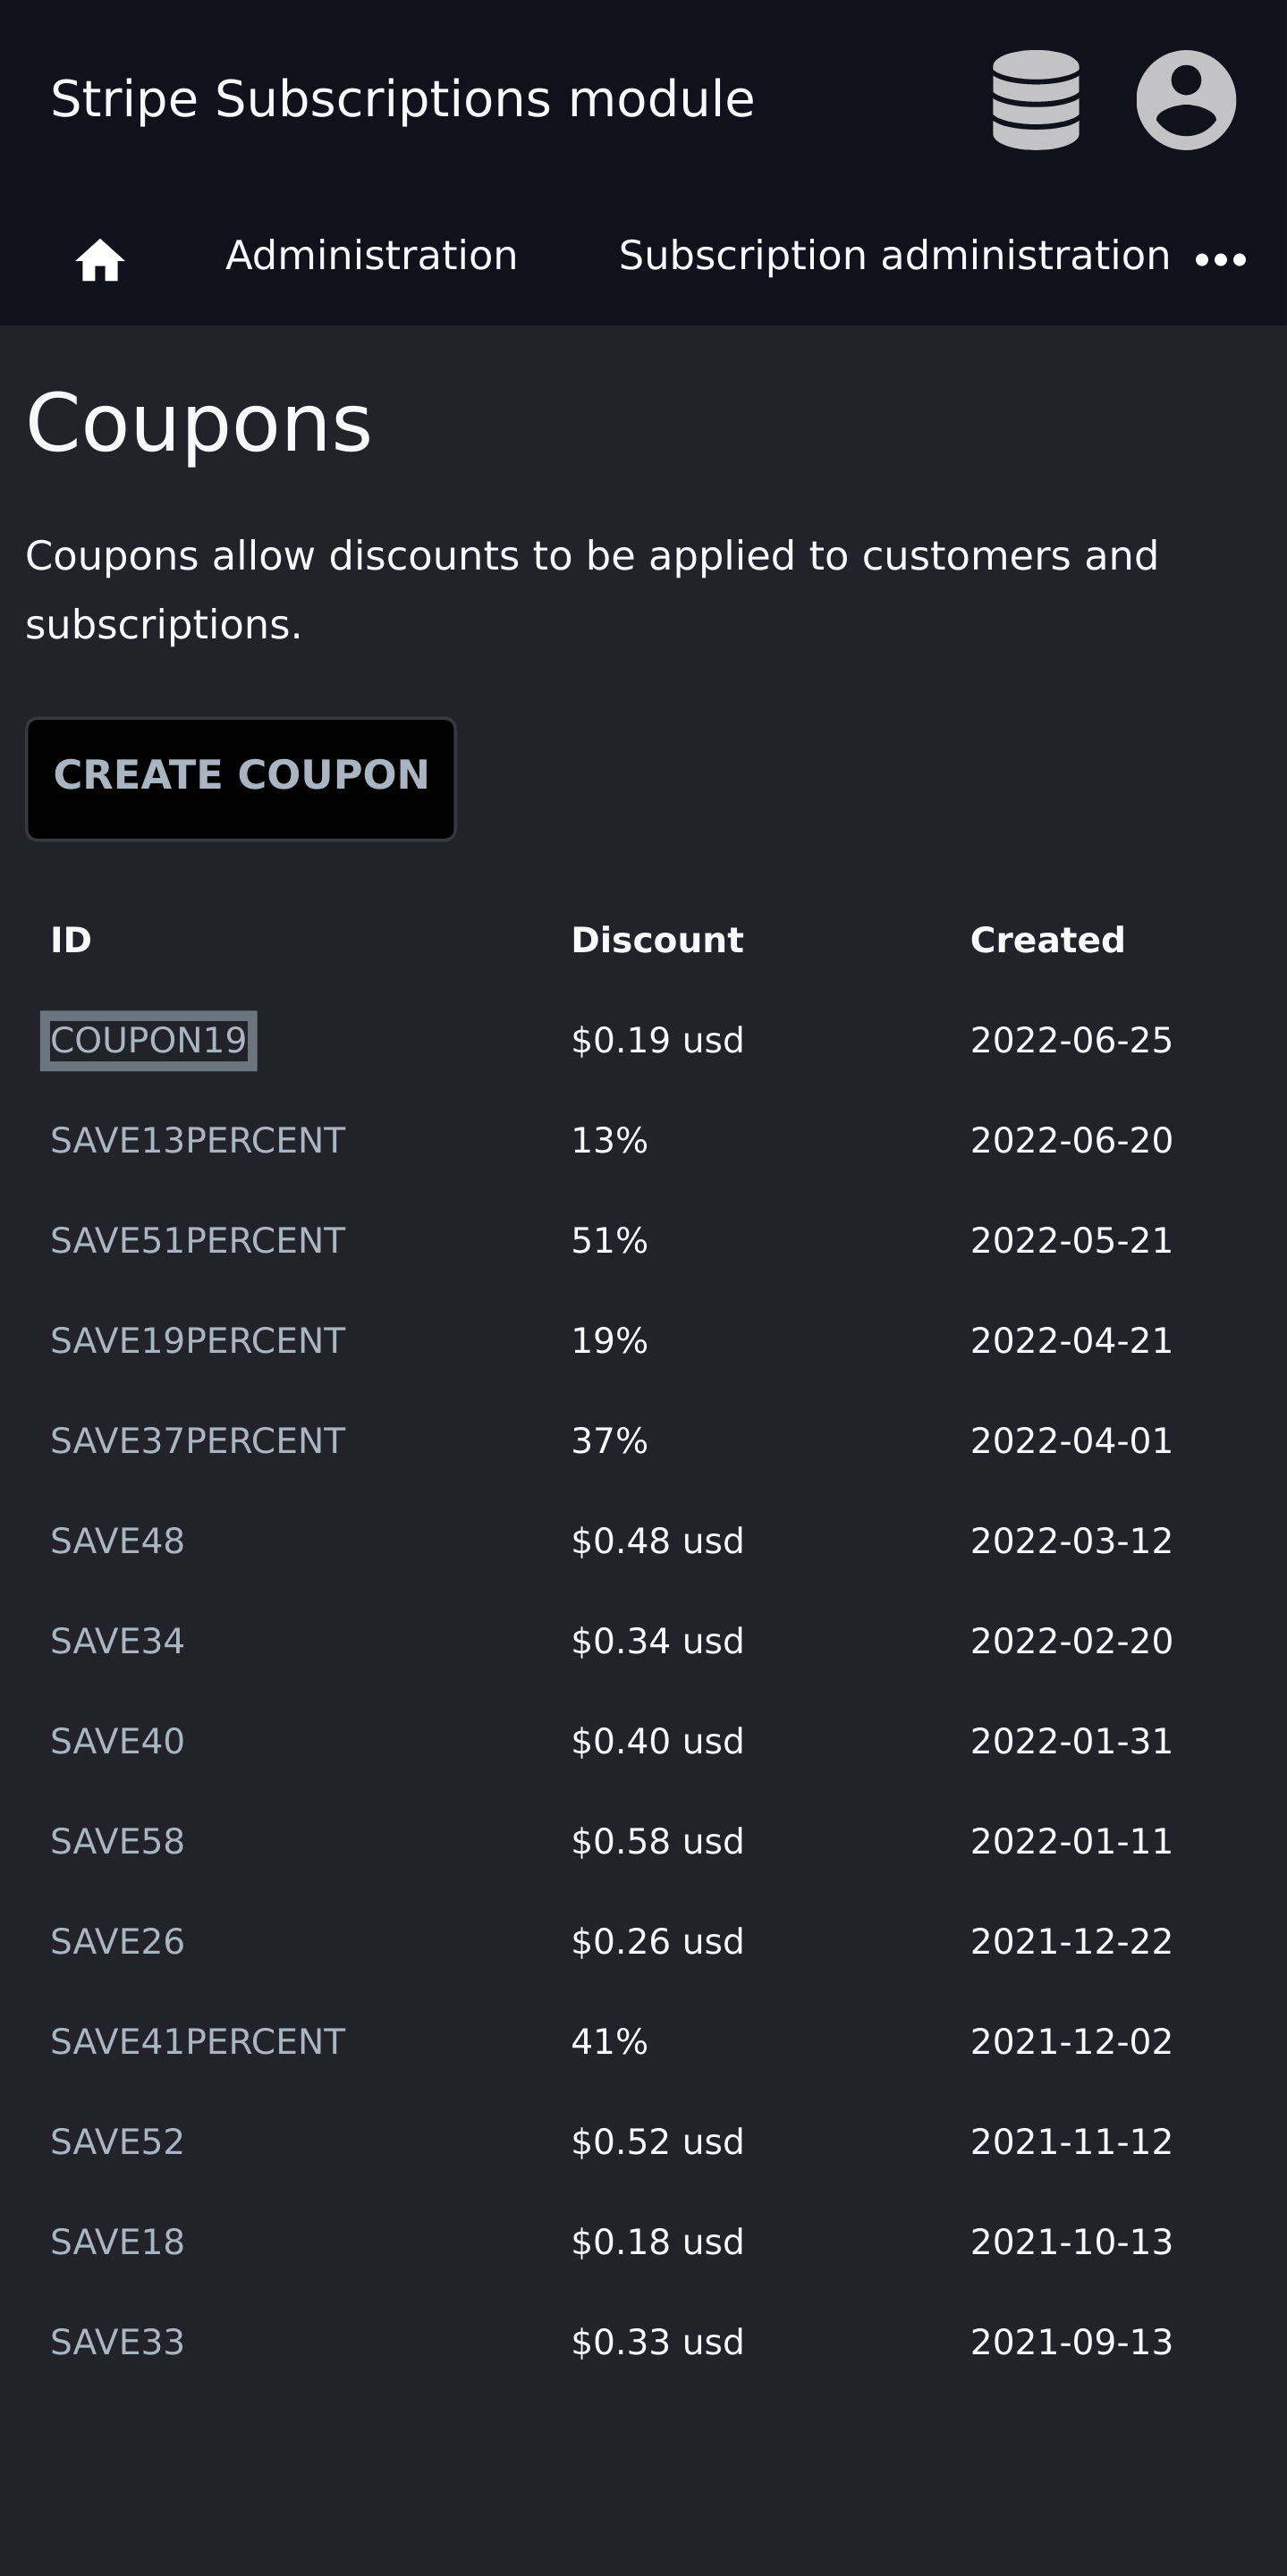 Stripe Subscriptions module
Administration Subscription administration
Coupons
Coupons allow discounts to be applied to customers and
subscriptions.
CREATE COUPON
ID Discount Created
COUPON19 $0.19 usd 2022-06-25
SAVE13PERCENT 13% 2022-06-20
SAVE51PERCENT 51% 2022-05-21
SAVE19PERCENT 19% 2022-04-21
SAVE37PERCENT 37% 2022-04-01
SAVE48 $0.48 usd 2022-03-12
SAVE34 $0.34 usd 2022-02-20
SAVE40 $0.40 usd 2022-01-31
SAVE58 $0.58 usd 2022-01-11
SAVE26 $0.26 usd 2021-12-22
SAVE41PERCENT 41% 2021-12-02
SAVE52 $0.52 usd 2021-11-12
SAVE18 $0.18 usd 2021-10-13
SAVE33 $0.33 usd 2021-09-13